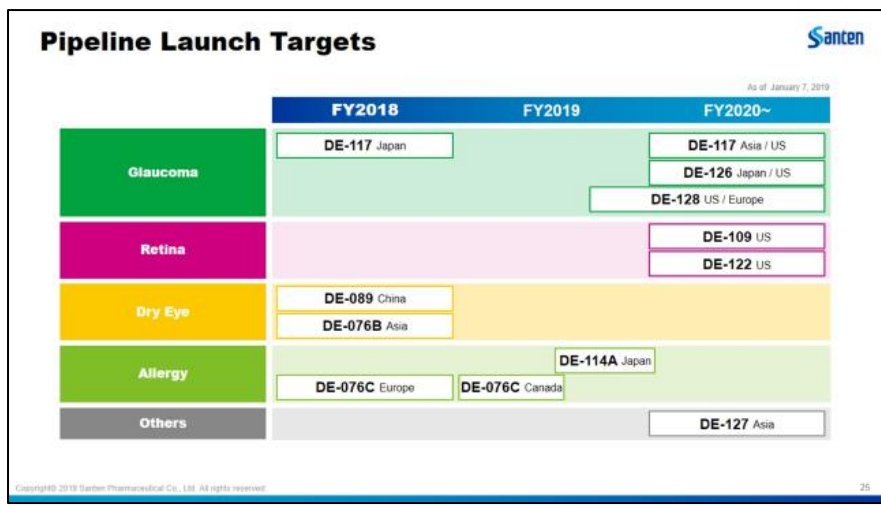 Pipeline Launch Targets
Santen
As of January 7, 2019
FY2018 FY2019 FY2020~
Glaucoma
DE-117 Japan
DE-117 Asia / US
DE-126 Japan / US
DE-128 US / Europe
Retina
DE-109 US
DE-122 US
Dry Eye
DE-089 China
DE-076B Asia
Allergy
DE-114A Japan
DE-076C Europe
DE-076C Canada
Others
DE-127 Asia
Copyright© 2019 Santen Pharmaceutical Co., Ltd. All rights reserved.
25